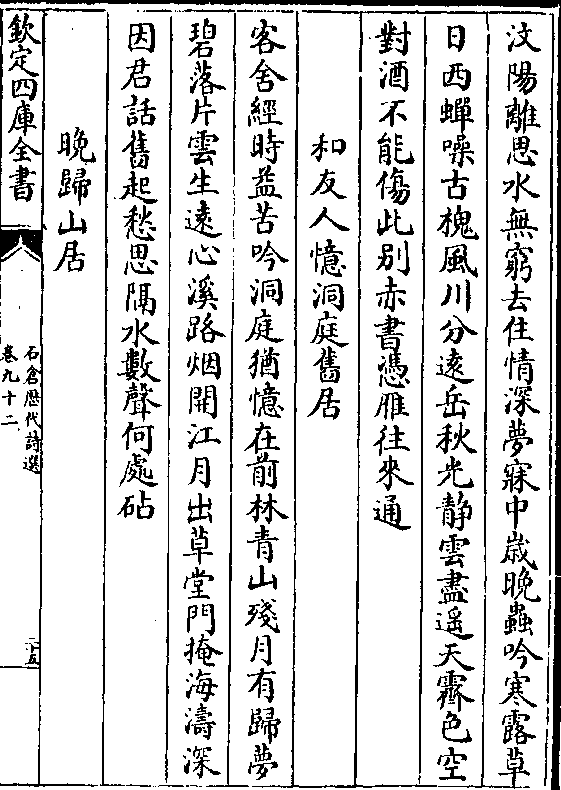 汶陽離思水無窮去住情深夢寐中嵗晚蟲吟寒露草
日西蟬噪古槐風川分逺岳秋光靜雲盡遥天霽色空
對酒不能傷此别赤書憑雁往來通
和友人憶洞庭舊居
客舍經時益苦吟洞庭猶憶在前林青山殘月有歸夢
碧落片雲生逺心溪路烟開江月出草堂門掩海濤深
因君話舊起愁思隔水數聲何處砧
晩歸山居
欽定四庫全書
石倉歴代詩選
卷九十二
二十五